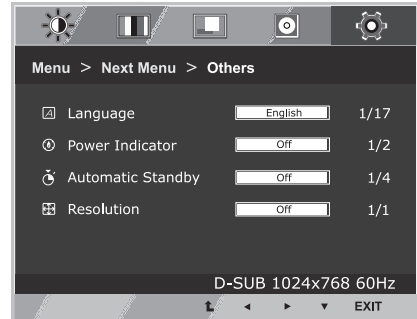 Menu > Next Menu > Others
Language English 1/17
Power Indicator Off 1/2
Automatic Standby Off 1/4
Resolution Off 1/1
D-SUB 1024x768 60Hz
EXIT